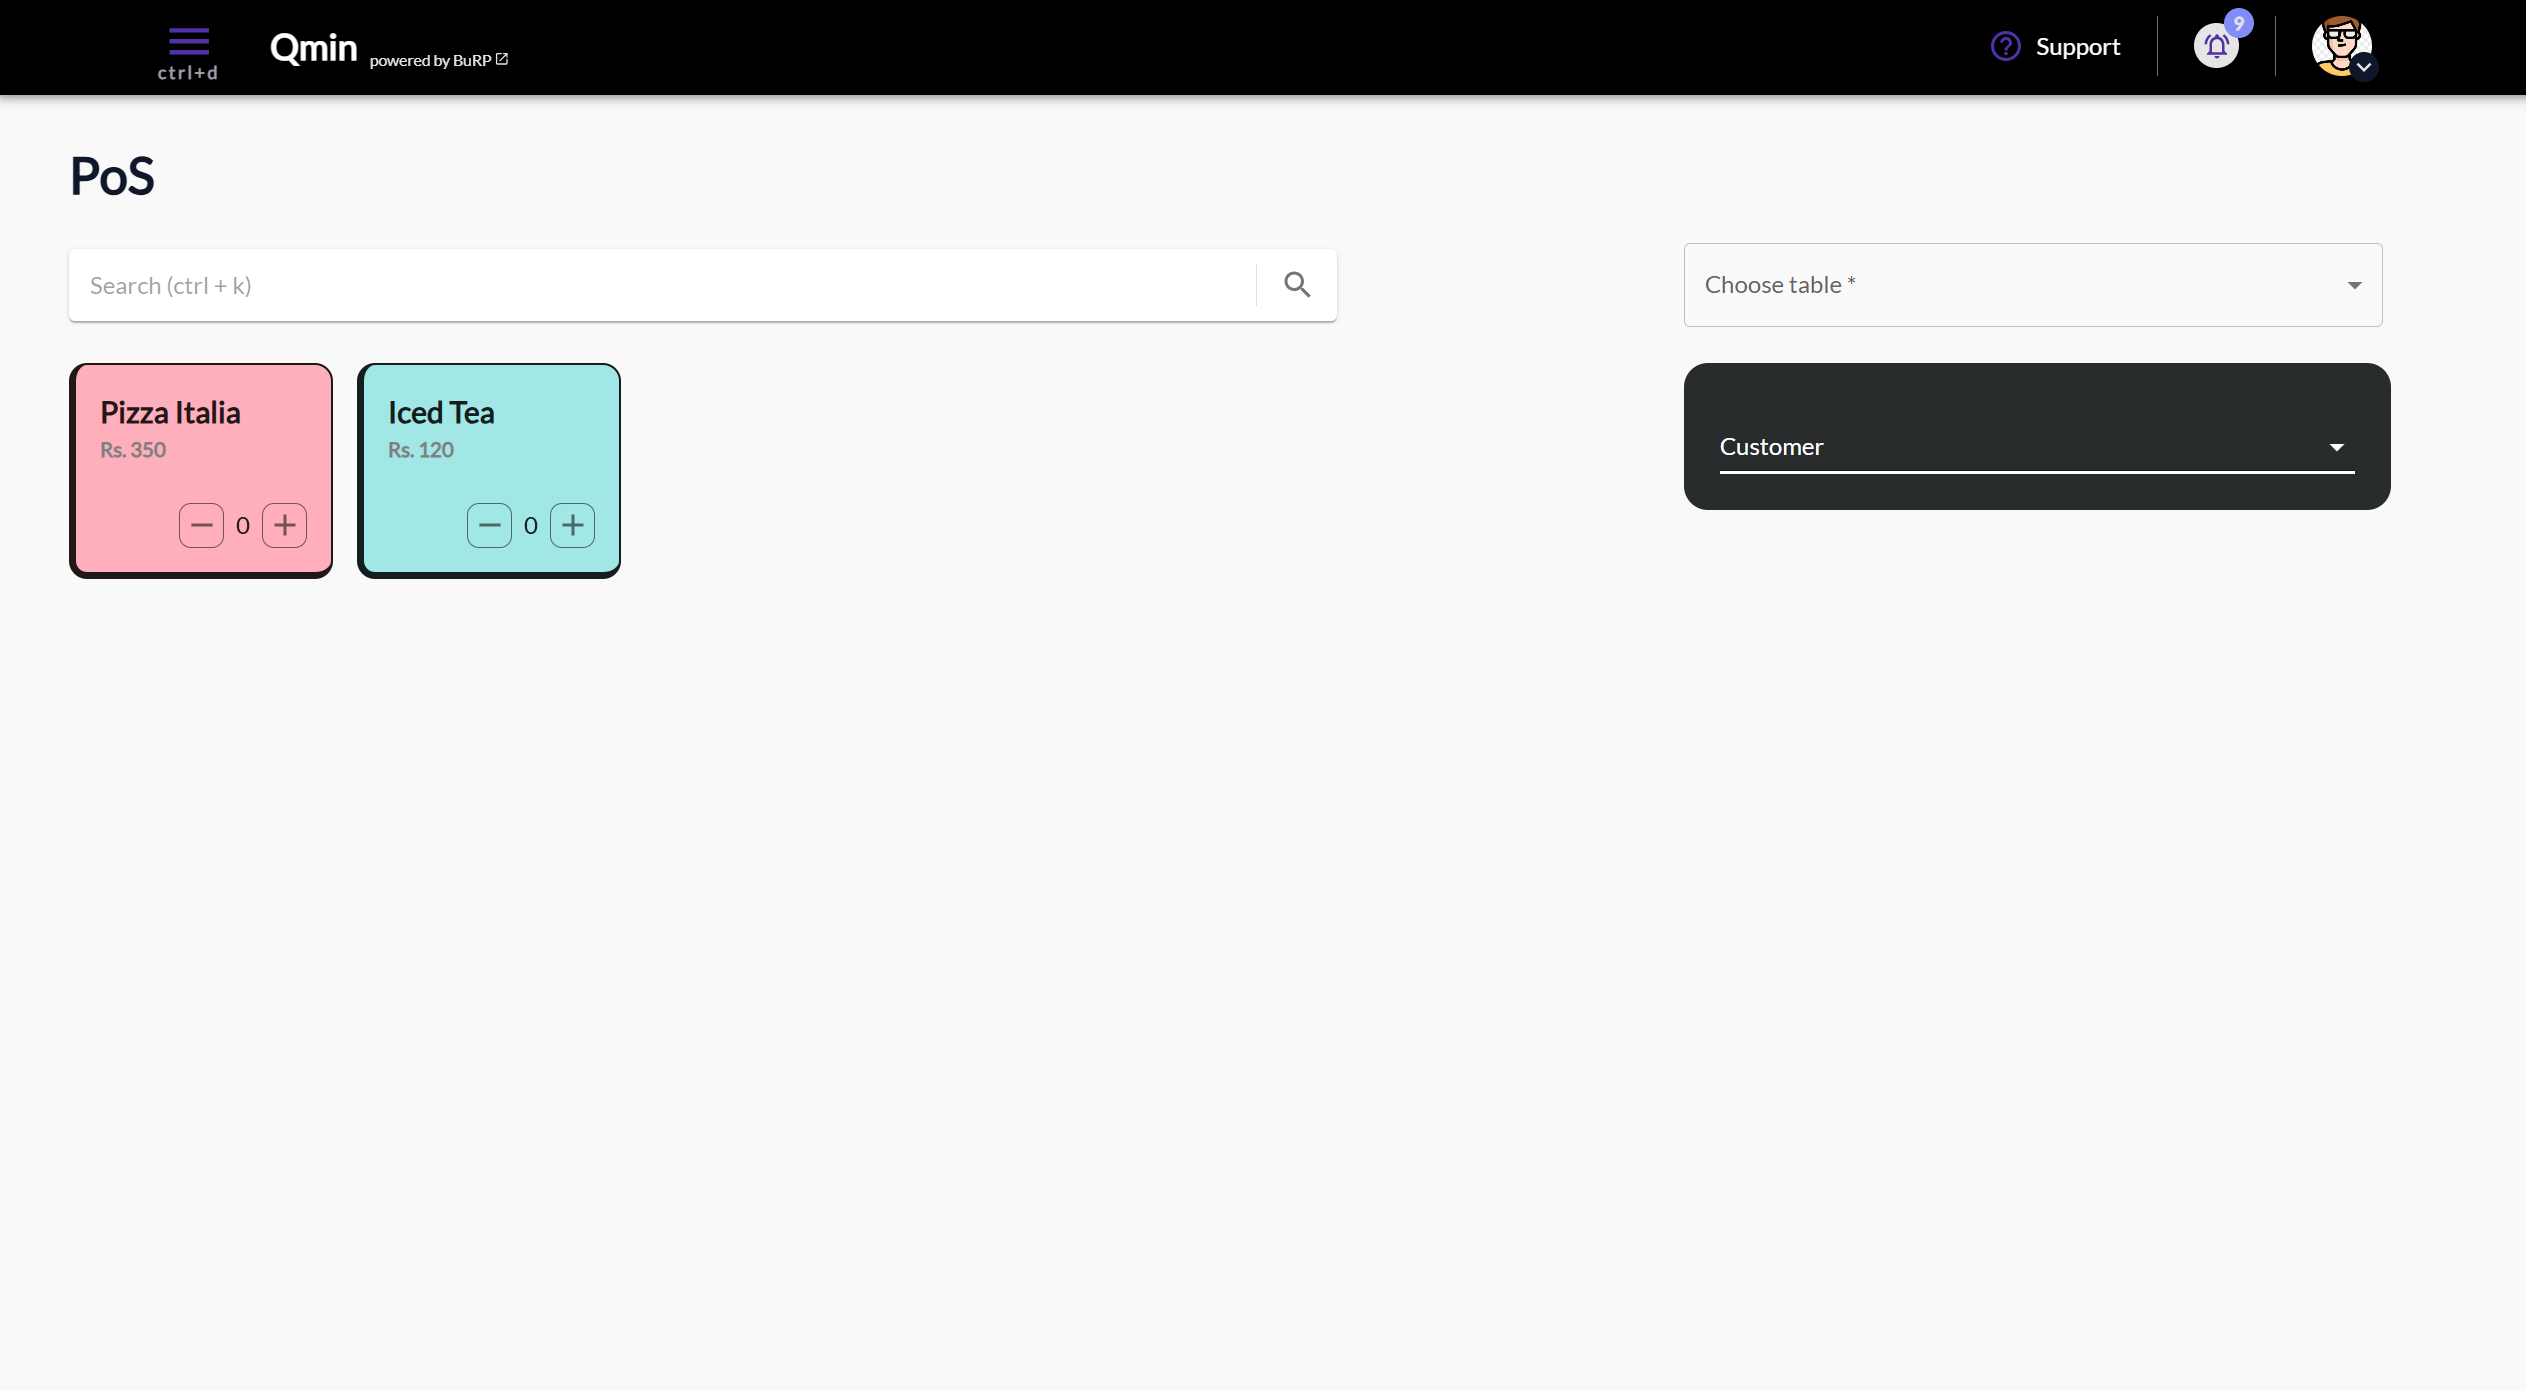 ctrl+d
Qmin powered by BuRP
Support
9
PoS
Search (ctrl + k)
Choose table *
Pizza Italia
Rs. 350
0
Iced Tea
Rs. 120
0
Customer